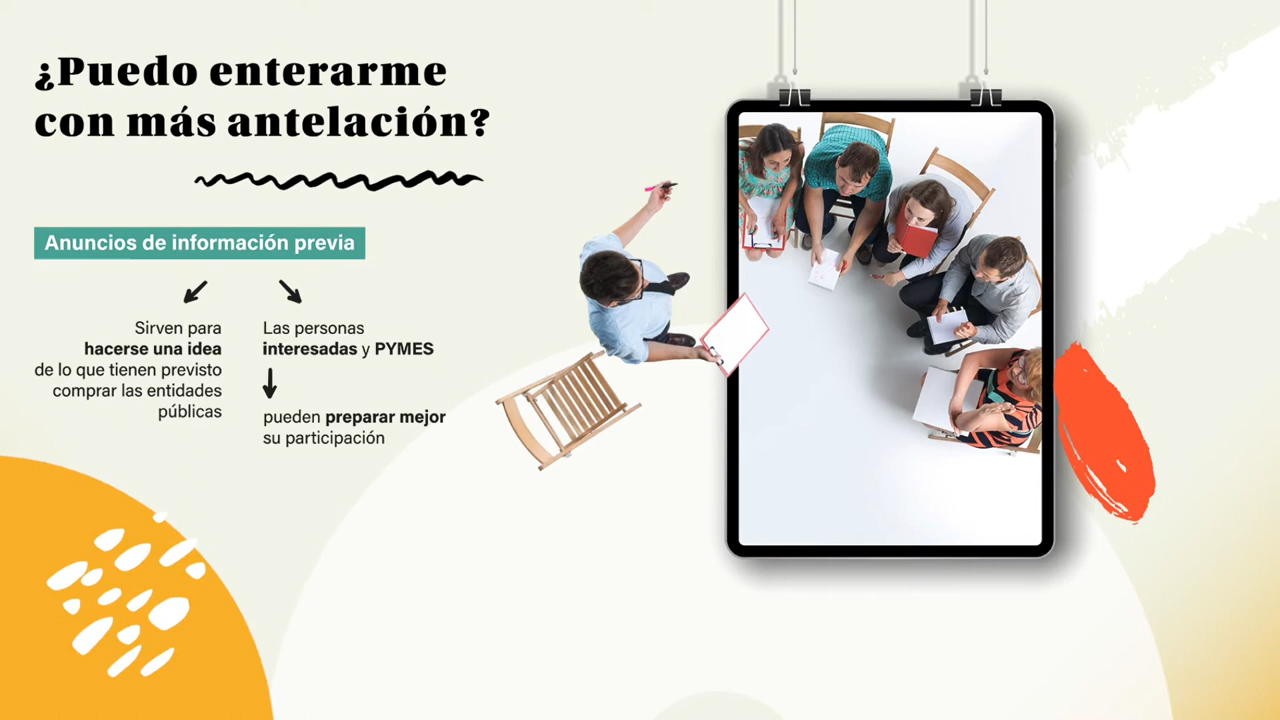 ¿Puedo enterarme
con más antelación?
Anuncios de información previa
Sirven para
hacerse una idea
de lo que tienen previsto
comprar las entidades
públicas
Las personas
interesadas y PYMES
pueden preparar mejor
su participación